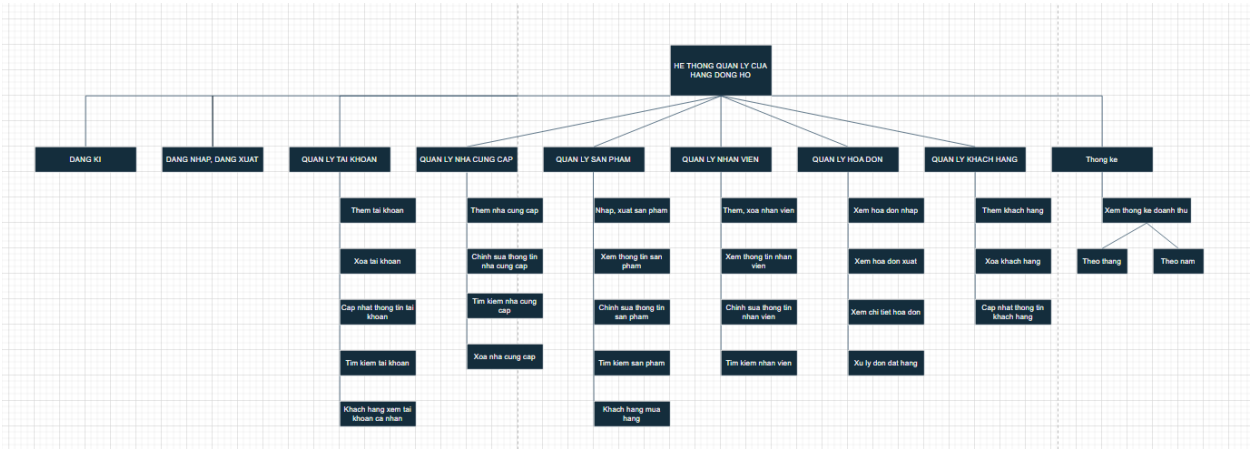 HE THONG QUAN LY CUA
HANG DONG HO
DANG KI
DANG NHAP, DANG XUAT
QUAN LY TAI KHOAN
QUAN LY NHA CUNG CAP
QUAN LY SAN PHAM
QUAN LY NHAN VIEN
QUAN LY HOA DON
QUAN LY KHACH HANG
Thong ke
Them tai khoan
Xoa tai khoan
Cap nhat thong tin tai
khoan
Tim kiem tai khoan
Khach hang xem tai
khoan ca nhan
Them nha cung cap
Chinh sua thong tin
nha cung cap
Tim kiem nha cung
cap
Xoa nha cung cap
Nhap, xuat san pham
Xem thong tin san
pham
Chinh sua thong tin
san pham
Tim kiem san pham
Khach hang mua
hang
Them, xoa nhan vien
Xem thong tin nhan
vien
Chinh sua thong tin
nhan vien
Tim kiem nhan vien
Xem hoa don nhap
Xem hoa don xuat
Xem chi tiet hoa don
Xu ly don dat hang
Them khach hang
Xoa khach hang
Cap nhat thong tin
khach hang
Xem thong ke doanh thu
Theo thang
Theo nam